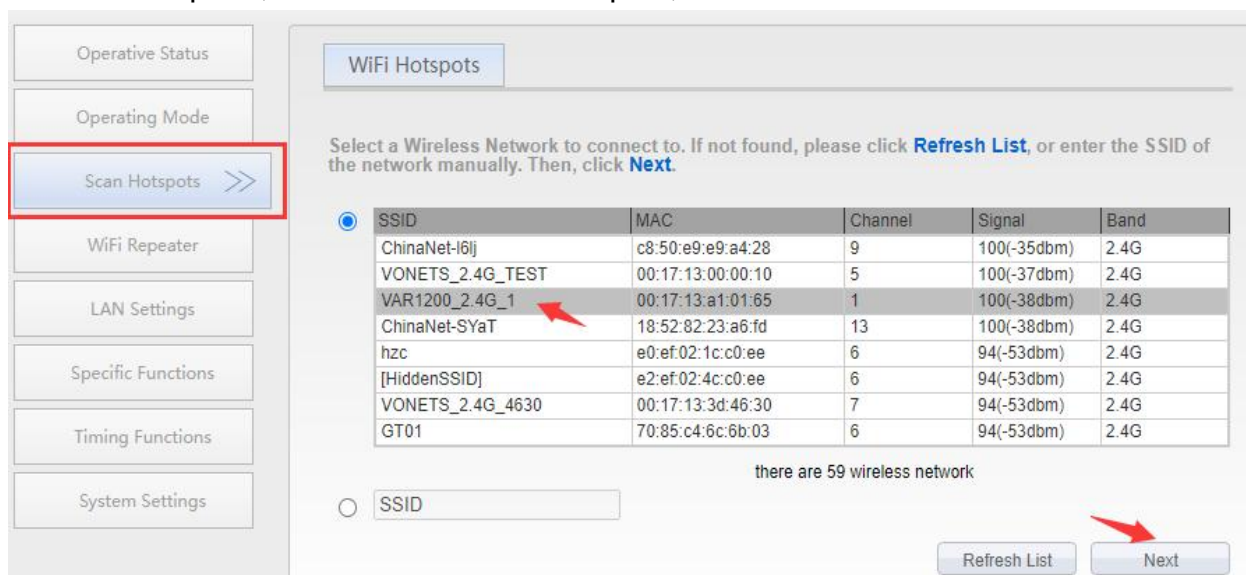 Operative Status
Operating Mode
Scan Hotspots
WiFi Repeater
LAN Settings
Specific Functions
Timing Functions
System Settings
WiFi Hotspots
Select a Wireless Network to connect to. If not found, please click Refresh List, or enter the SSID of
the network manually. Then, click Next.
SSID MAC Channel Signal Band
ChinaNet-l6lj c8:50:e9:e9:a4:28 9 100(-35dbm) 2.4G
VONETS_2.4G_TEST 00:17:13:00:00:10 5 100(-37dbm) 2.4G
VAR1200_2.4G_1 00:17:13:a1:01:65 1 100(-38dbm) 2.4G
ChinaNet-SYaT 18:52:82:23:a6:fd 13 100(-38dbm) 2.4G
hzc e0:ef:02:1c:c0:ee 6 94(-53dbm) 2.4G
[HiddenSSID] e2:ef:02:4c:c0:ee 6 94(-53dbm) 2.4G
VONETS_2.4G_4630 00:17:13:3d:46:30 7 94(-53dbm) 2.4G
GT01 70:85:c4:6c:6b:03 6 94(-53dbm) 2.4G
there are 59 wireless network
SSID
Refresh List Next